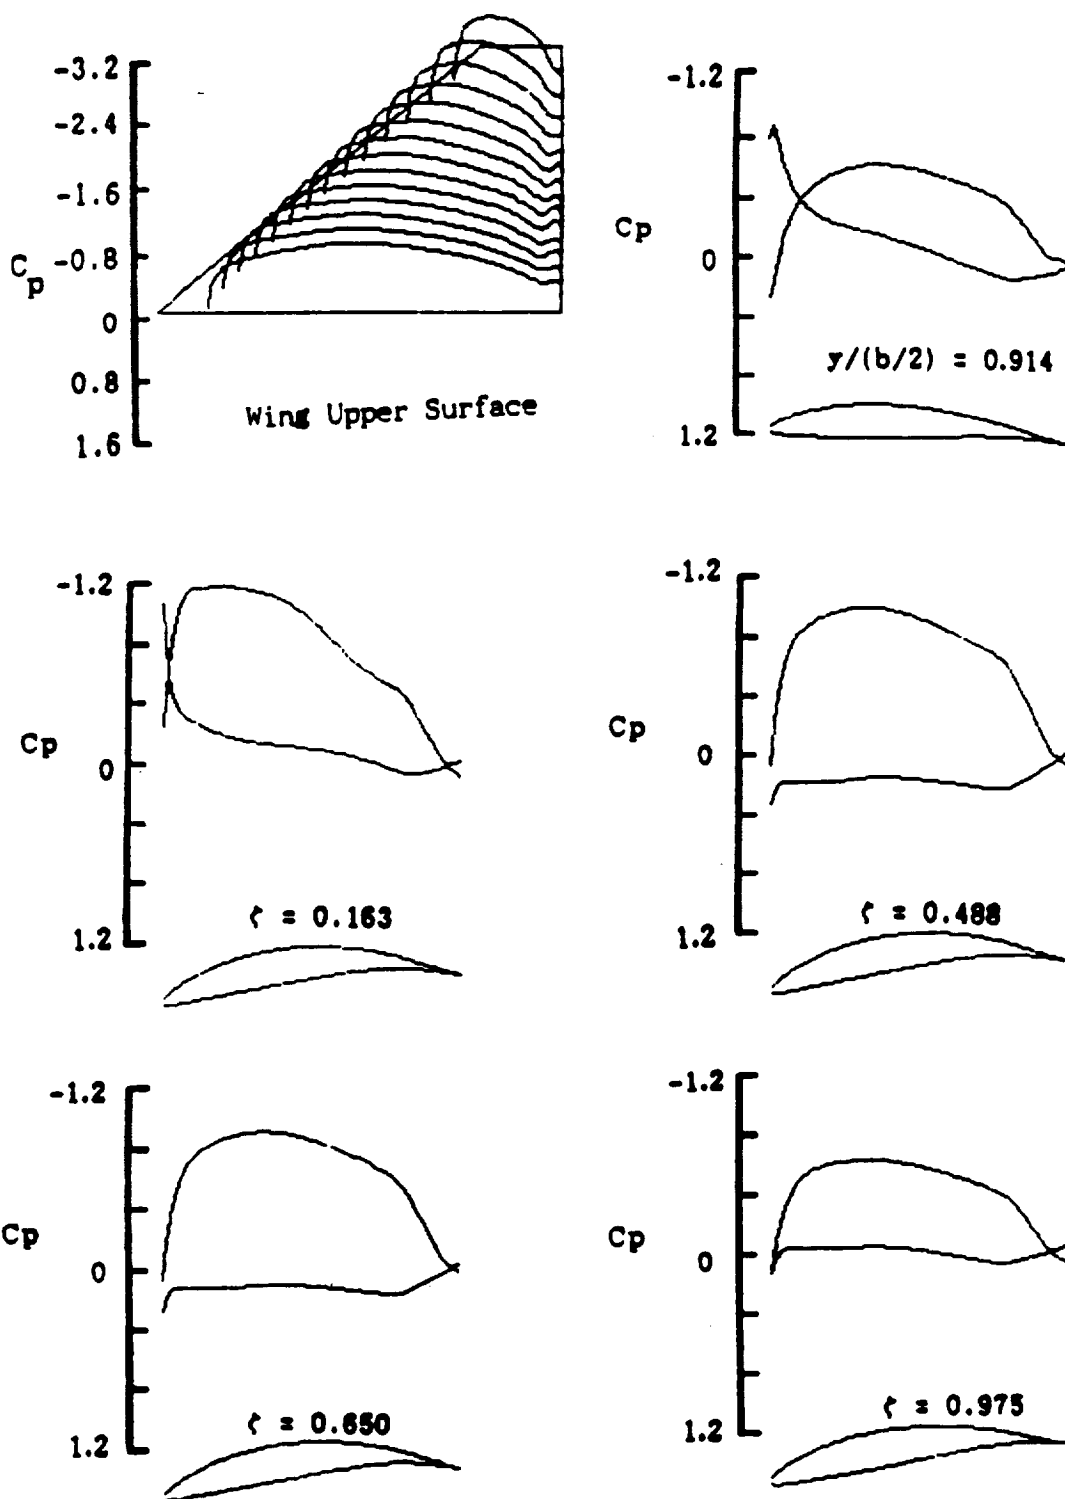 -3.2
-2.4
-1.6
-0.8
0
0.8
1.6
Cp
Wing Upper Surface
-1.2
0
1.2
Cp
y/(b/2) = 0.914
-1.2
0
1.2
Cp
ζ = 0.163
-1.2
0
1.2
Cp
ζ = 0.488
-1.2
0
1.2
Cp
ζ = 0.650
-1.2
0
1.2
Cp
ζ = 0.975